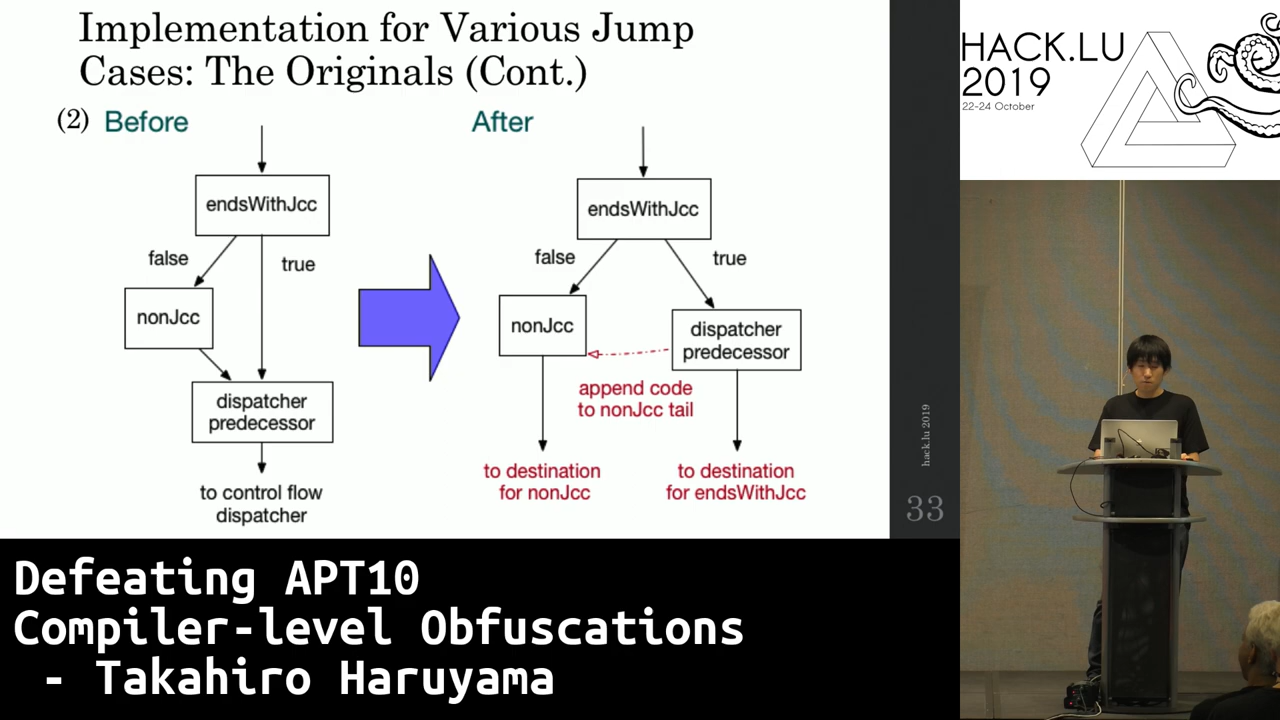 Implementation for Various Jump
Cases: The Originals (Cont.)
(2) Before
After
endsWithJcc
false
true
nonJcc
dispatcher
predecessor
to control flow
dispatcher
endsWithJcc
false
true
nonJcc
dispatcher
predecessor
append code
to nonJcc tail
to destination
for nonJcc
to destination
for endsWithJcc
hack.lu 2019
33
HACK.LU
2019
22-24 October
Defeating APT10
Compiler-level Obfuscations
- Takahiro Haruyama